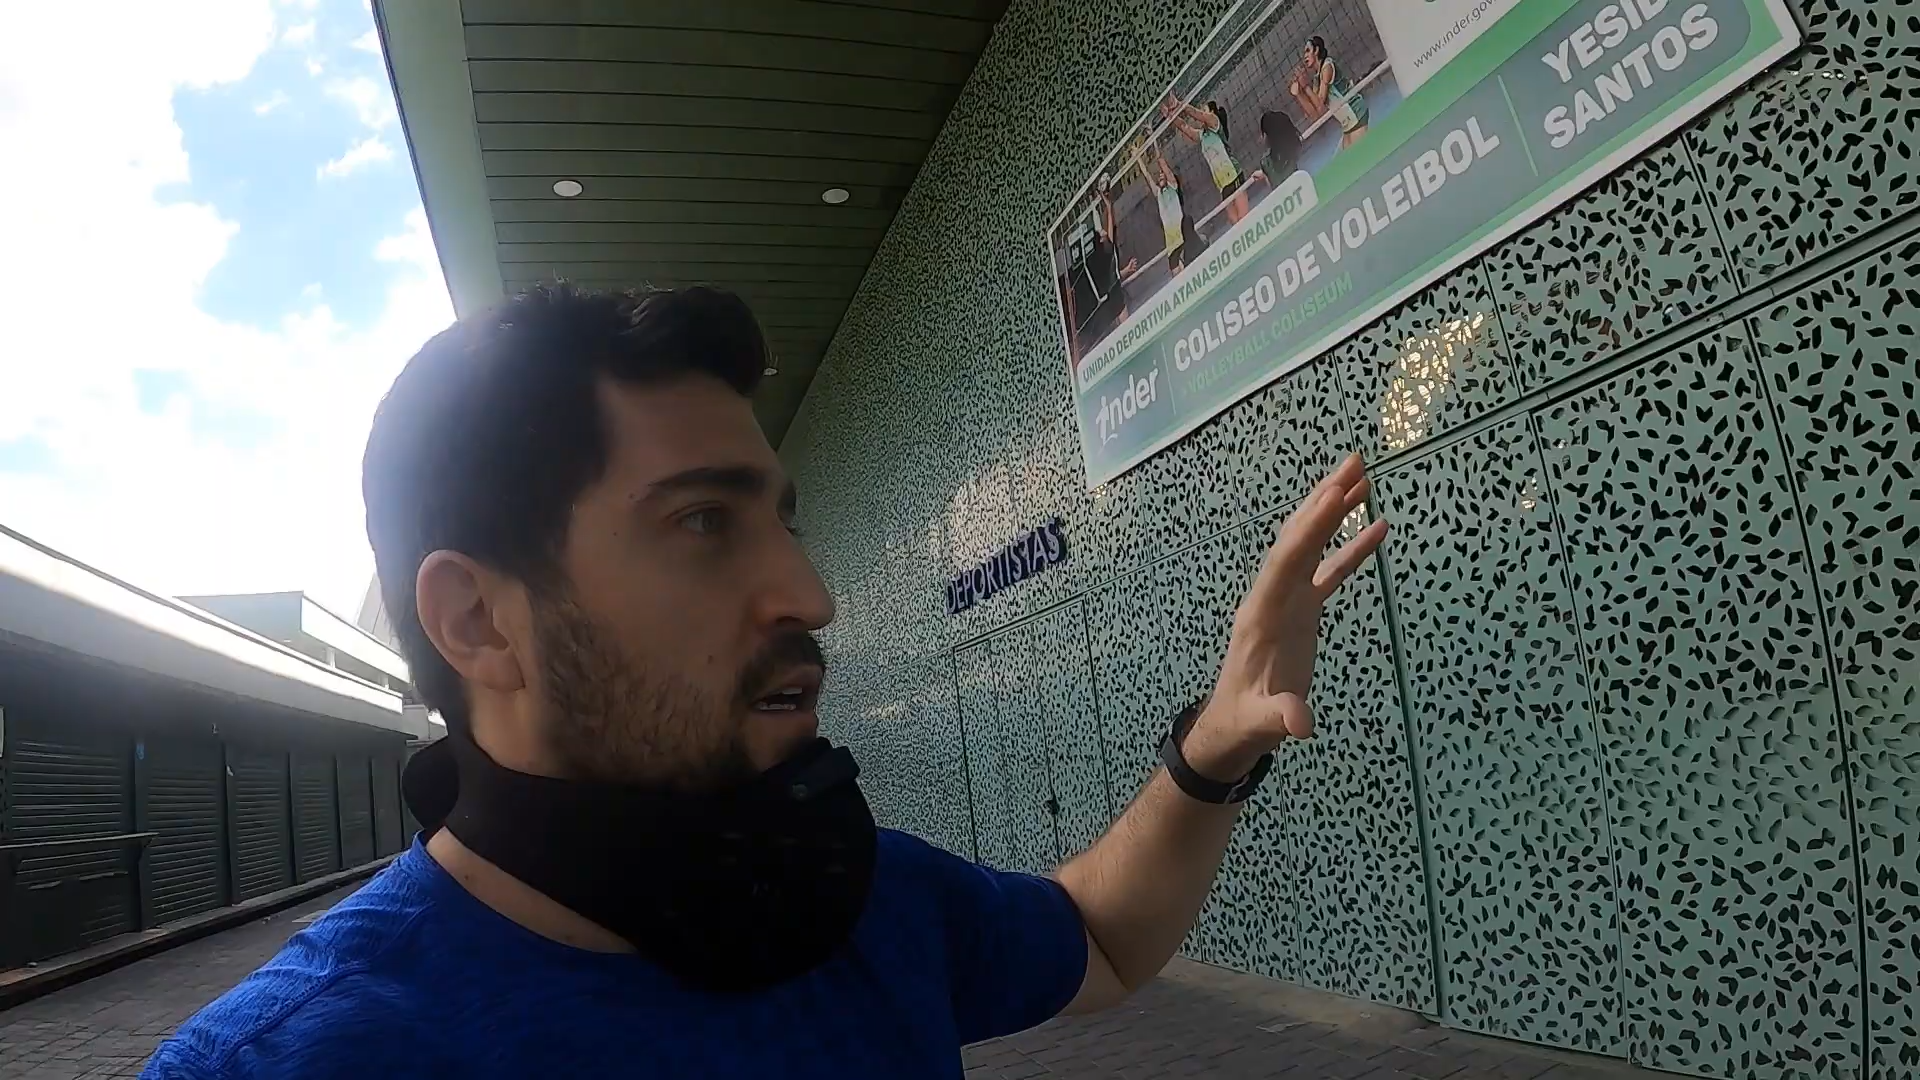 www.inder.gov
UNIDAD DEPORTIVA ATANASIO GIRARDOT
inder
COLISEO DE VOLEIBOL
VOLLEYBALL COLISEUM
YESID
SANTOS
DEPORTISTAS